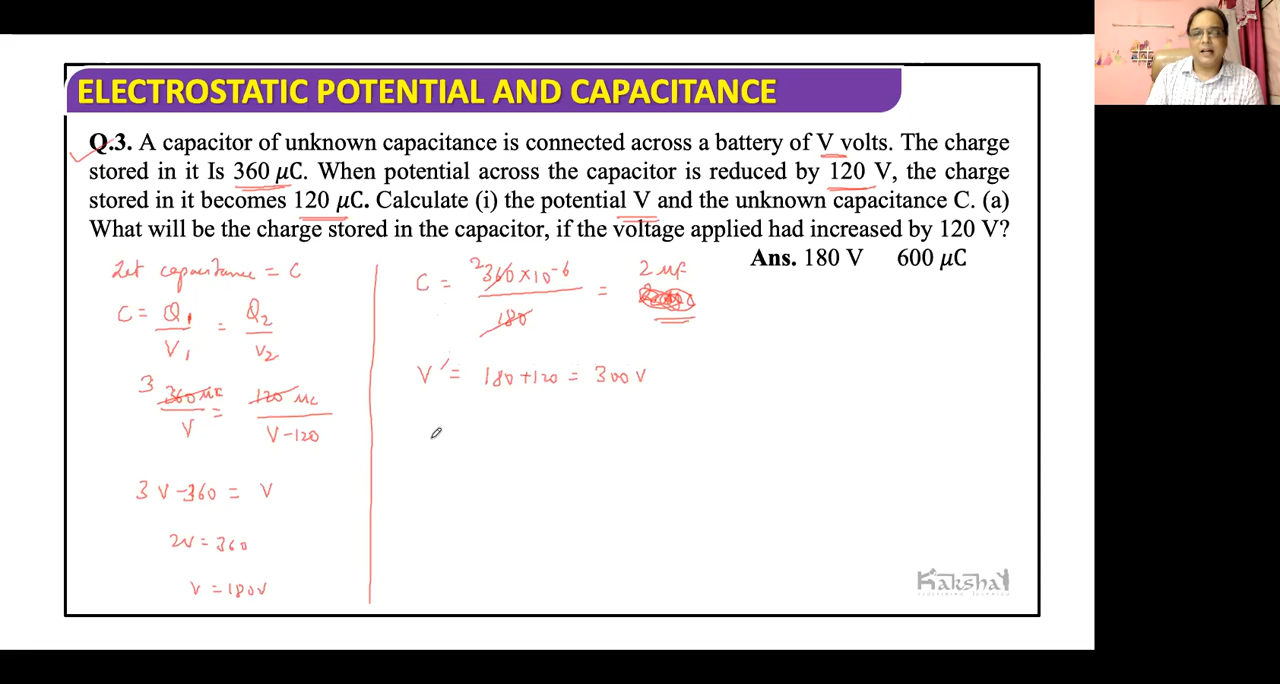 ELECTROSTATIC POTENTIAL AND CAPACITANCE
Q.3. A capacitor of unknown capacitance is connected across a battery of V volts. The charge
stored in it Is 360 μC. When potential across the capacitor is reduced by 120 V, the charge
stored in it becomes 120 μC. Calculate (i) the potential V and the unknown capacitance C. (a)
What will be the charge stored in the capacitor, if the voltage applied had increased by 120 V?
Ans. 180 V 600 μC
Let capacitance = C
C = Q1/V1 = Q2/V2
3 360 μC/V = 120 μC/V-120
3V-360 = V
2V = 360
V = 180V
C = 2 360×10-6/180 = 2 μF
V' = 180+120 = 300V
Kaksha